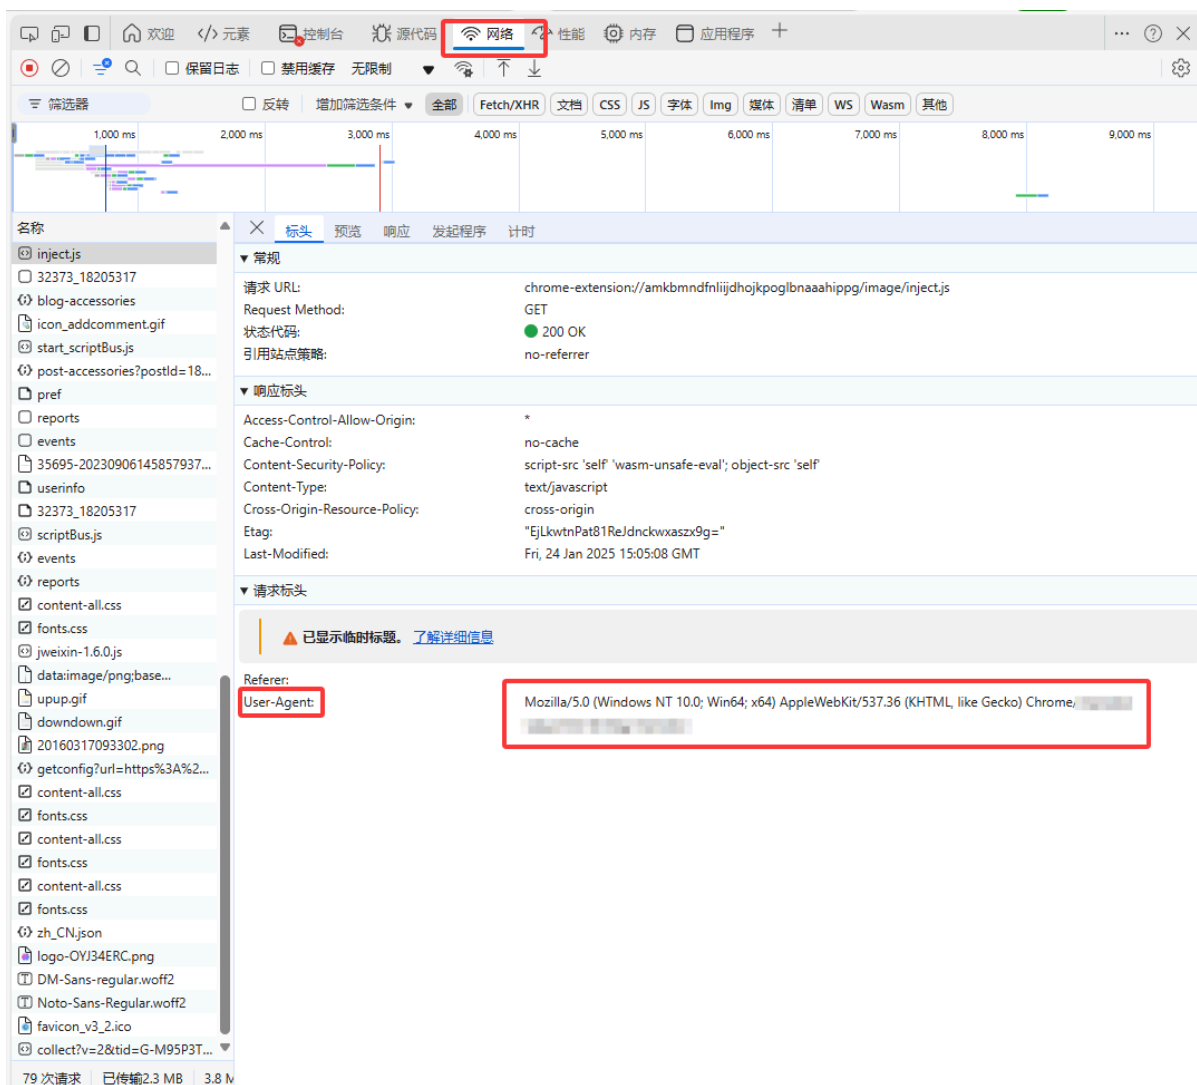 欢迎 </> 元素 控制台 源代码 网络 性能 内存 应用程序
保留日志 禁用缓存 无限制
筛选器 反转 增加筛选条件 全部 Fetch/XHR 文档 CSS JS 字体 Img 媒体 清单 WS Wasm 其他
1,000 ms 2,000 ms 3,000 ms 4,000 ms 5,000 ms 6,000 ms 7,000 ms 8,000 ms 9,000 ms
名称
inject.js
32373_18205317
blog-accessories
icon_addcomment.gif
start_scriptBus.js
post-accessories?postId=18...
pref
reports
events
35695-20230906145857937...
userinfo
32373_18205317
scriptBus.js
events
reports
content-all.css
fonts.css
jweixin-1.6.0.js
data:image/png;base...
upup.gif
downdown.gif
20160317093302.png
getconfig?url=https%3A%2...
content-all.css
fonts.css
content-all.css
fonts.css
content-all.css
fonts.css
zh_CN.json
logo-OYJ34ERC.png
DM-Sans-regular.woff2
Noto-Sans-Regular.woff2
favicon_v3_2.ico
collect?v=2&tid=G-M95P3T...
79 次请求 已传输2.3 MB 3.8 M
标头 预览 响应 发起程序 计时
常规
请求 URL: chrome-extension://amkbmndfnliijdhojkpoglbnaaahippg/image/inject.js
Request Method: GET
状态代码: 200 OK
引用站点策略: no-referrer
响应标头
Access-Control-Allow-Origin: *
Cache-Control: no-cache
Content-Security-Policy: script-src 'self' 'wasm-unsafe-eval'; object-src 'self'
Content-Type: text/javascript
Cross-Origin-Resource-Policy: cross-origin
Etag: "EjLkwtnPat81ReJdnckwxaszx9g="
Last-Modified: Fri, 24 Jan 2025 15:05:08 GMT
请求标头
已显示临时标题。 了解详细信息
Referer:
User-Agent: Mozilla/5.0 (Windows NT 10.0; Win64; x64) AppleWebKit/537.36 (KHTML, like Gecko) Chrome/